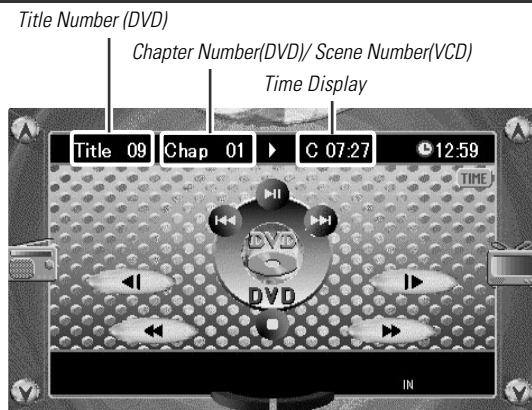 Title Number (DVD)
Chapter Number(DVD)/ Scene Number(VCD)
Time Display
Title 09 Chap 01 C 07:27 12:59
TIME
DVD
DVD
IN